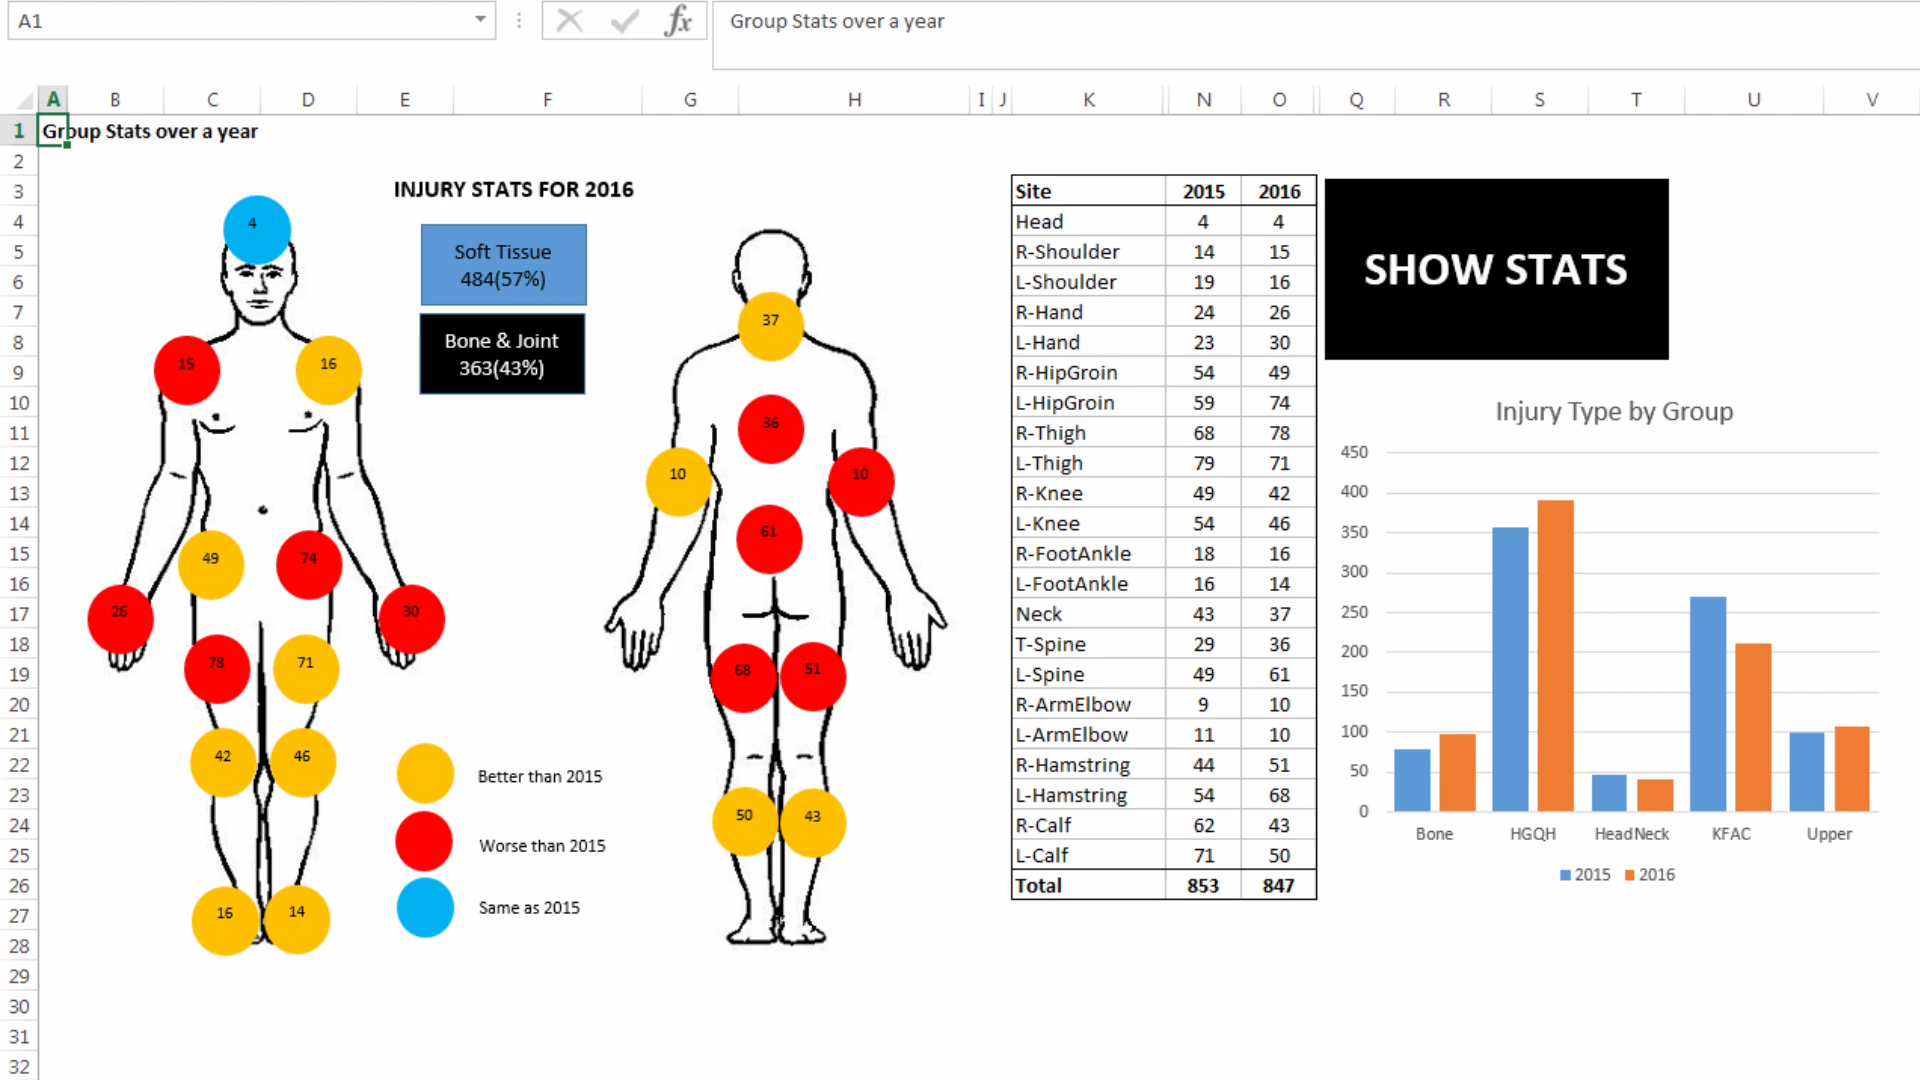 A1
fx
Group Stats over a year
A B C D E F G H I J K N O Q R S T U V
1 Group Stats over a year
2
3
4
5
6
7
8
9
10
11
12
13
14
15
16
17
18
19
20
21
22
23
24
25
26
27
28
29
30
31
32
INJURY STATS FOR 2016
Soft Tissue
484(57%)
Bone & Joint
363(43%)
4
15 16
49 74
26 30
78 71
42 46
16 14
37
36
10 10
61
68 51
50 43
Better than 2015
Worse than 2015
Same as 2015
Site 2015 2016
Head 4 4
R-Shoulder 14 15
L-Shoulder 19 16
R-Hand 24 26
L-Hand 23 30
R-HipGroin 54 49
L-HipGroin 59 74
R-Thigh 68 78
L-Thigh 79 71
R-Knee 49 42
L-Knee 54 46
R-FootAnkle 18 16
L-FootAnkle 16 14
Neck 43 37
T-Spine 29 36
L-Spine 49 61
R-ArmElbow 9 10
L-ArmElbow 11 10
R-Hamstring 44 51
L-Hamstring 54 68
R-Calf 62 43
L-Calf 71 50
Total 853 847
SHOW STATS
Injury Type by Group
450
400
350
300
250
200
150
100
50
0
Bone HGQH HeadNeck KFAC Upper
2015 2016